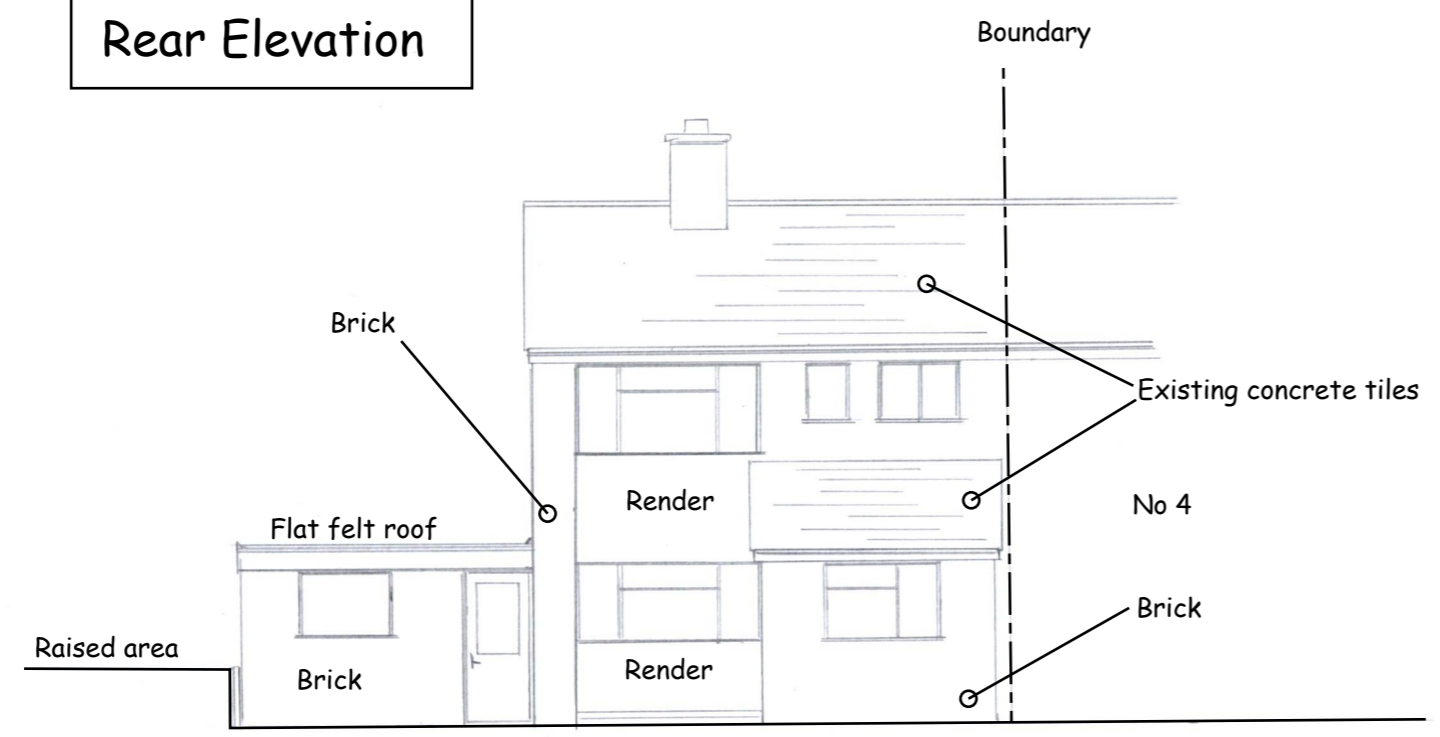 Rear Elevation
Boundary
Brick
Existing concrete tiles
Render
No 4
Flat felt roof
Brick
Raised area
Render
Brick